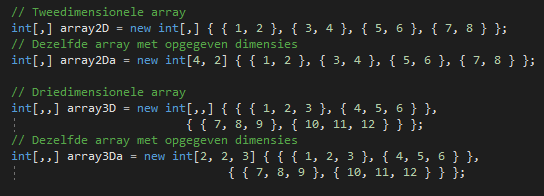 // Tweedimensionele array
int[,] array2D = new int[,] { { 1, 2 }, { 3, 4 }, { 5, 6 }, { 7, 8 } };
// Dezelfde array met opgegeven dimensies
int[,] array2Da = new int[4, 2] { { 1, 2 }, { 3, 4 }, { 5, 6 }, { 7, 8 } };
// Driedimensionele array
int[,,] array3D = new int[,,] { { { 1, 2, 3 }, { 4, 5, 6 } },
{ { 7, 8, 9 }, { 10, 11, 12 } } };
// Dezelfde array met opgegeven dimensies
int[,,] array3Da = new int[2, 2, 3] { { { 1, 2, 3 }, { 4, 5, 6 } },
{ { 7, 8, 9 }, { 10, 11, 12 } } };